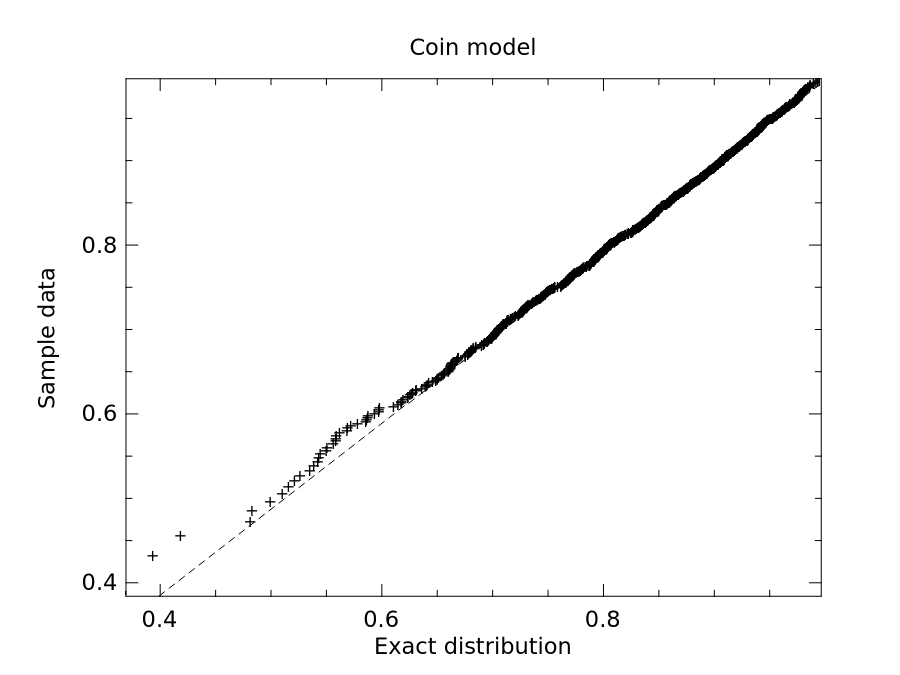 Coin model
Sample data
0.8
0.6
0.4
0.4 0.6 0.8
Exact distribution